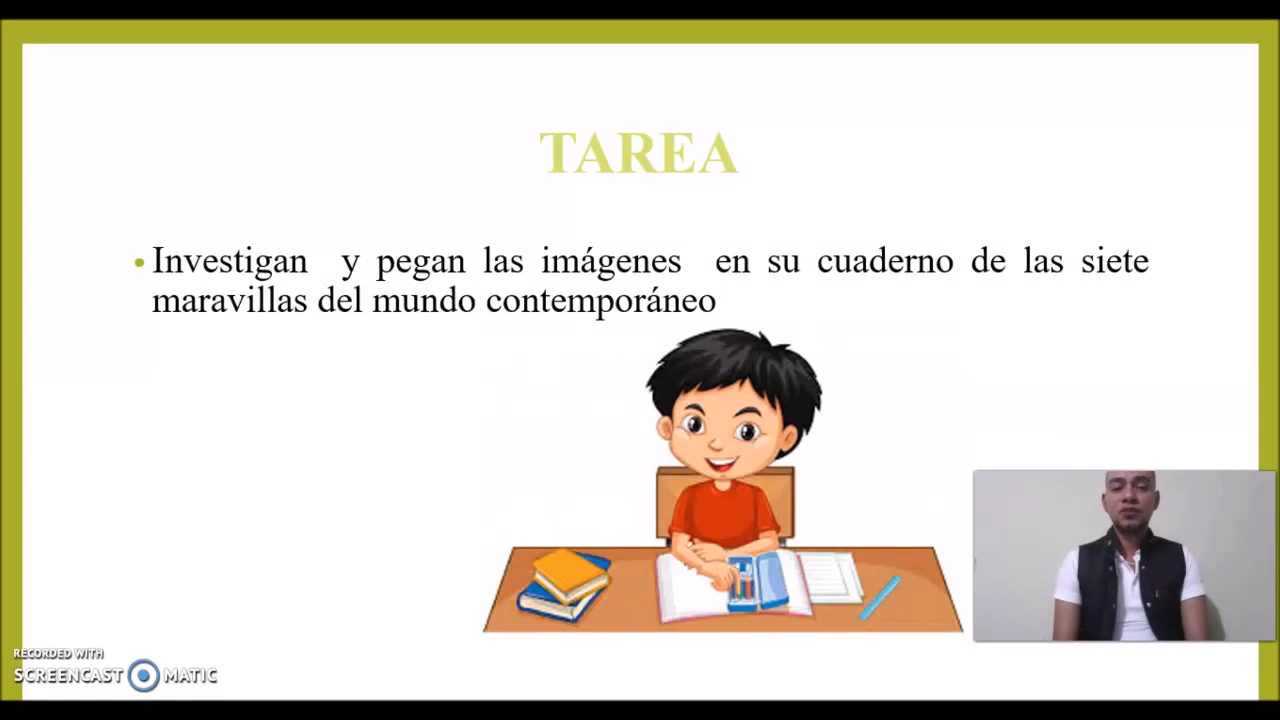 TAREA
• Investigan y pegan las imágenes en su cuaderno de las siete
maravillas del mundo contemporáneo
RECORDED WITH
SCREENCAST MATIC